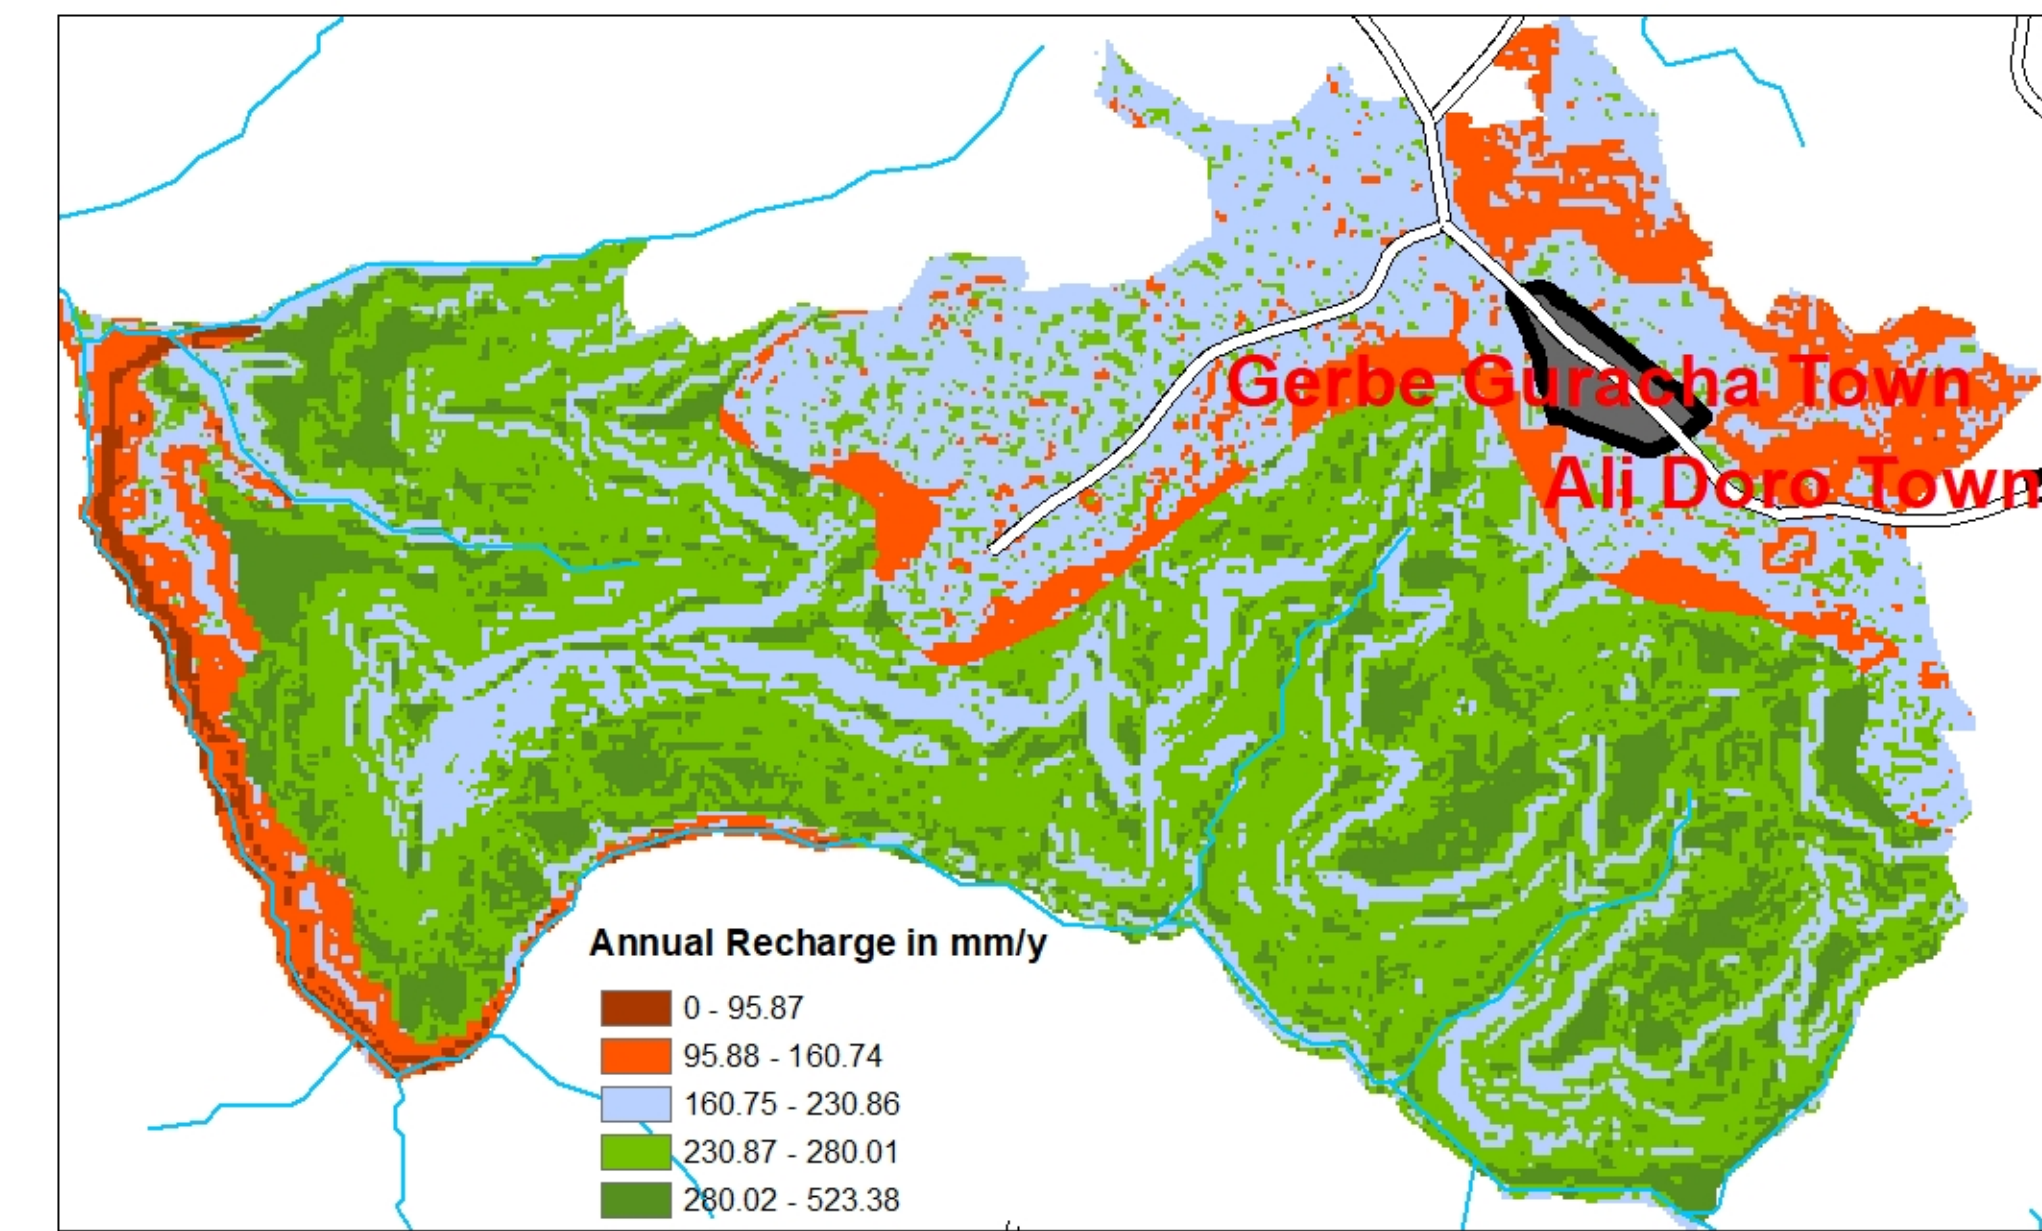 Gerbe Guracha Town
Ali Doro Town
Annual Recharge in mm/y
0 - 95.87
95.88 - 160.74
160.75 - 230.86
230.87 - 280.01
280.02 - 523.38